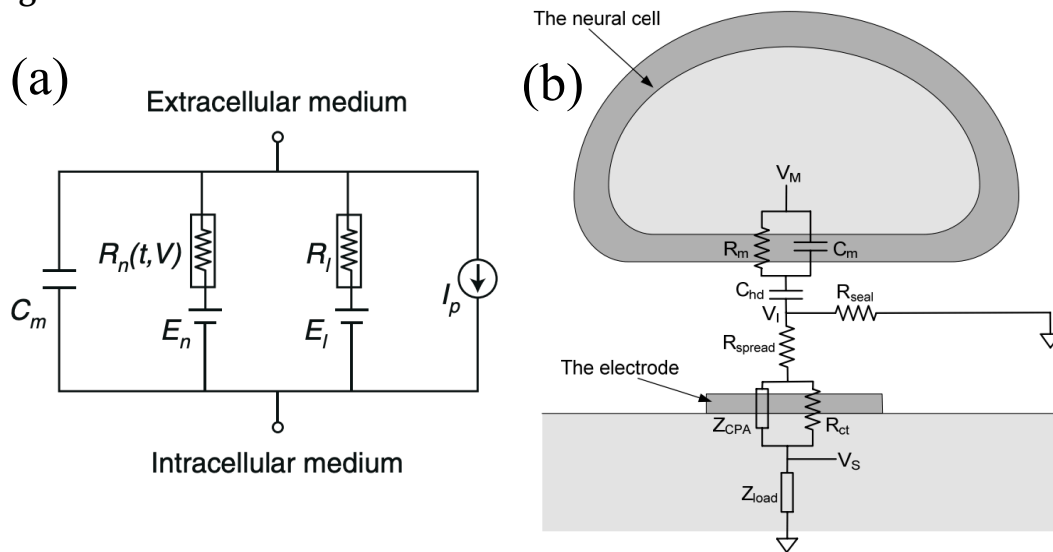 (a)
Extracellular medium
C_m
R_n(t,V)
E_n
R_l
E_l
I_p
Intracellular medium
(b)
The neural cell
V_M
R_m
C_m
C_hd
V_I
R_seal
R_spread
The electrode
Z_CPA
R_ct
V_S
Z_load